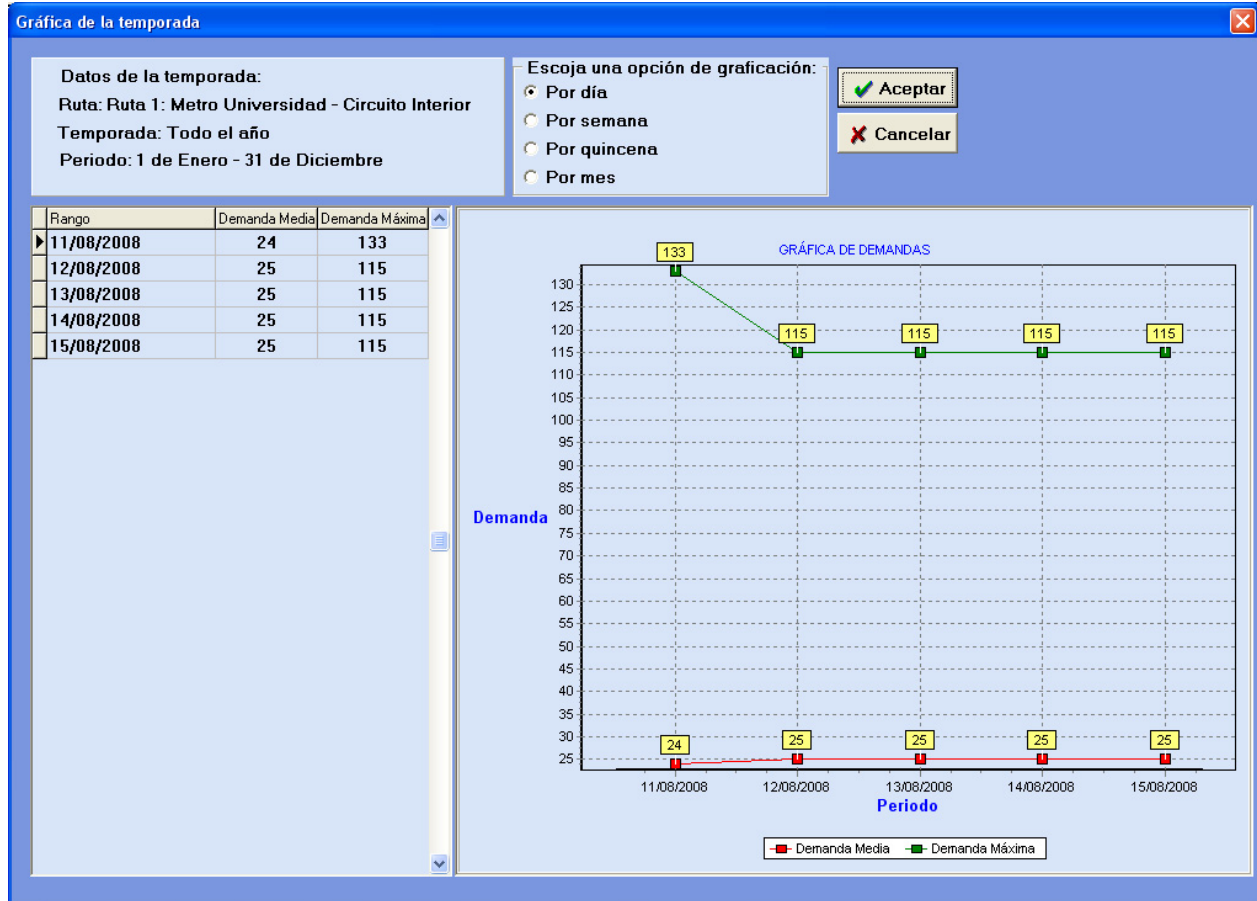 Gráfica de la temporada
Datos de la temporada:
Ruta: Ruta 1: Metro Universidad - Circuito Interior
Temporada: Todo el año
Periodo: 1 de Enero - 31 de Diciembre
Escoja una opción de graficación:
Por día
Por semana
Por quincena
Por mes
Aceptar
Cancelar
Rango Demanda Media Demanda Máxima
11/08/2008 24 133
12/08/2008 25 115
13/08/2008 25 115
14/08/2008 25 115
15/08/2008 25 115
GRÁFICA DE DEMANDAS
133
115 115 115 115
130
125
120
115
110
105
100
95
90
85
80
75
70
65
60
55
50
45
40
35
30
25
Demanda
24 25 25 25 25
11/08/2008 12/08/2008 13/08/2008 14/08/2008 15/08/2008
Periodo
Demanda Media Demanda Máxima